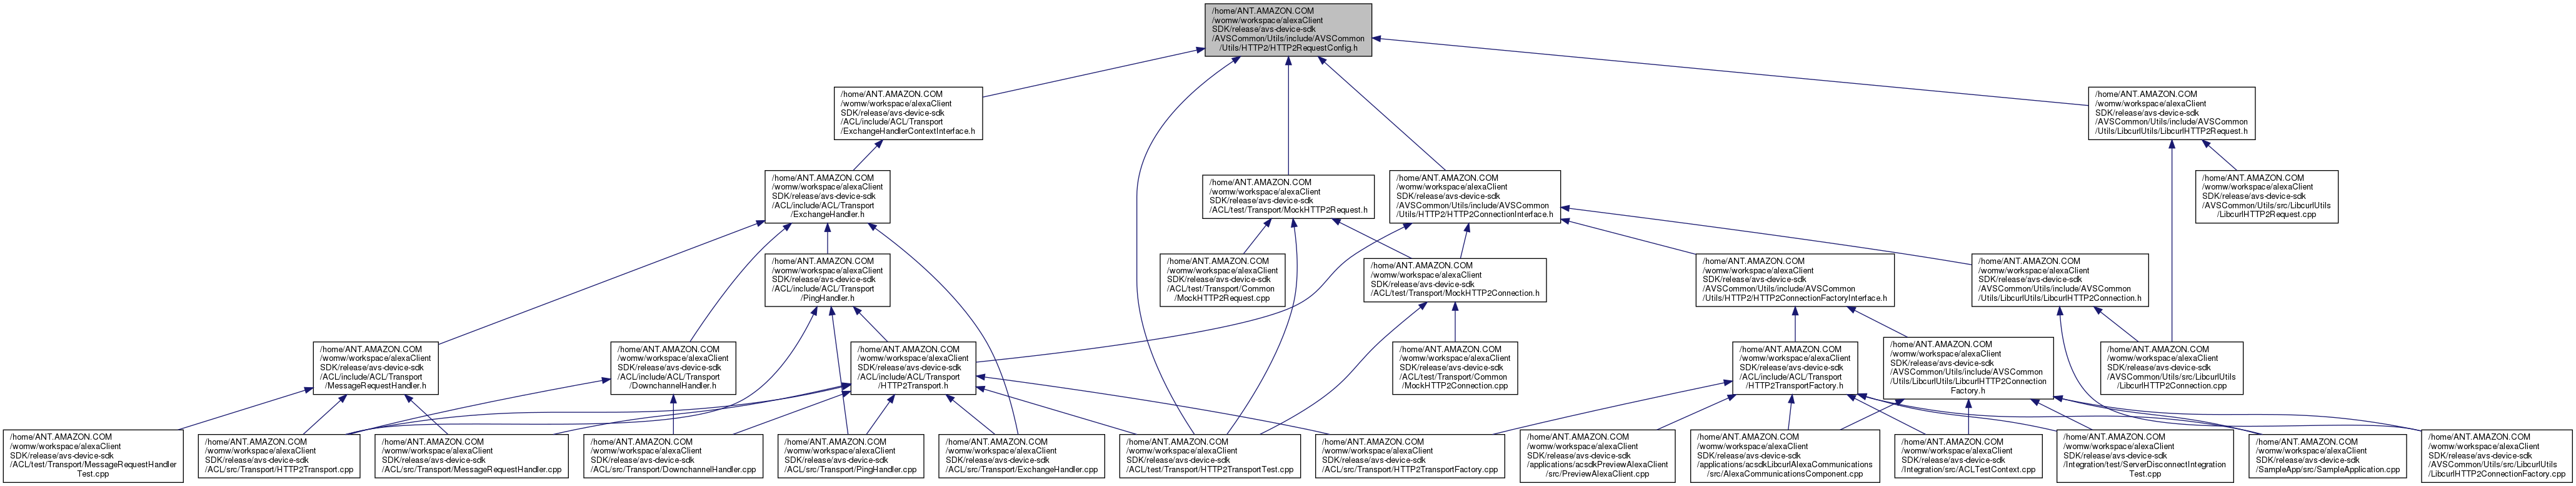 /home/ANT.AMAZON.COM
/womw/workspace/alexaClient
SDK/release/avs-device-sdk
/AVSCommon/Utils/include/AVSCommon
/Utils/HTTP2/HTTP2RequestConfig.h
/home/ANT.AMAZON.COM
/womw/workspace/alexaClient
SDK/release/avs-device-sdk
/ACL/include/ACL/Transport
/ExchangeHandlerContextInterface.h
/home/ANT.AMAZON.COM
/womw/workspace/alexaClient
SDK/release/avs-device-sdk
/AVSCommon/Utils/include/AVSCommon
/Utils/LibcurlUtils/LibcurlHTTP2Request.h
/home/ANT.AMAZON.COM
/womw/workspace/alexaClient
SDK/release/avs-device-sdk
/ACL/include/ACL/Transport
/ExchangeHandler.h
/home/ANT.AMAZON.COM
/womw/workspace/alexaClient
SDK/release/avs-device-sdk
/ACL/test/Transport/MockHTTP2Request.h
/home/ANT.AMAZON.COM
/womw/workspace/alexaClient
SDK/release/avs-device-sdk
/AVSCommon/Utils/include/AVSCommon
/Utils/HTTP2/HTTP2ConnectionInterface.h
/home/ANT.AMAZON.COM
/womw/workspace/alexaClient
SDK/release/avs-device-sdk
/AVSCommon/Utils/src/LibcurlUtils
/LibcurlHTTP2Request.cpp
/home/ANT.AMAZON.COM
/womw/workspace/alexaClient
SDK/release/avs-device-sdk
/ACL/include/ACL/Transport
/PingHandler.h
/home/ANT.AMAZON.COM
/womw/workspace/alexaClient
SDK/release/avs-device-sdk
/ACL/test/Transport/Common
/MockHTTP2Request.cpp
/home/ANT.AMAZON.COM
/womw/workspace/alexaClient
SDK/release/avs-device-sdk
/ACL/test/Transport/MockHTTP2Connection.h
/home/ANT.AMAZON.COM
/womw/workspace/alexaClient
SDK/release/avs-device-sdk
/AVSCommon/Utils/include/AVSCommon
/Utils/HTTP2/HTTP2ConnectionFactoryInterface.h
/home/ANT.AMAZON.COM
/womw/workspace/alexaClient
SDK/release/avs-device-sdk
/AVSCommon/Utils/include/AVSCommon
/Utils/LibcurlUtils/LibcurlHTTP2Connection.h
/home/ANT.AMAZON.COM
/womw/workspace/alexaClient
SDK/release/avs-device-sdk
/ACL/include/ACL/Transport
/MessageRequestHandler.h
/home/ANT.AMAZON.COM
/womw/workspace/alexaClient
SDK/release/avs-device-sdk
/ACL/include/ACL/Transport
/DownchannelHandler.h
/home/ANT.AMAZON.COM
/womw/workspace/alexaClient
SDK/release/avs-device-sdk
/ACL/include/ACL/Transport
/HTTP2Transport.h
/home/ANT.AMAZON.COM
/womw/workspace/alexaClient
SDK/release/avs-device-sdk
/ACL/test/Transport/Common
/MockHTTP2Connection.cpp
/home/ANT.AMAZON.COM
/womw/workspace/alexaClient
SDK/release/avs-device-sdk
/ACL/include/ACL/Transport
/HTTP2TransportFactory.h
/home/ANT.AMAZON.COM
/womw/workspace/alexaClient
SDK/release/avs-device-sdk
/AVSCommon/Utils/include/AVSCommon
/Utils/LibcurlUtils/LibcurlHTTP2Connection
Factory.h
/home/ANT.AMAZON.COM
/womw/workspace/alexaClient
SDK/release/avs-device-sdk
/AVSCommon/Utils/src/LibcurlUtils
/LibcurlHTTP2Connection.cpp
/home/ANT.AMAZON.COM
/womw/workspace/alexaClient
SDK/release/avs-device-sdk
/ACL/test/Transport/MessageRequestHandler
Test.cpp
/home/ANT.AMAZON.COM
/womw/workspace/alexaClient
SDK/release/avs-device-sdk
/ACL/src/Transport/HTTP2Transport.cpp
/home/ANT.AMAZON.COM
/womw/workspace/alexaClient
SDK/release/avs-device-sdk
/ACL/src/Transport/MessageRequestHandler.cpp
/home/ANT.AMAZON.COM
/womw/workspace/alexaClient
SDK/release/avs-device-sdk
/ACL/src/Transport/DownchannelHandler.cpp
/home/ANT.AMAZON.COM
/womw/workspace/alexaClient
SDK/release/avs-device-sdk
/ACL/src/Transport/PingHandler.cpp
/home/ANT.AMAZON.COM
/womw/workspace/alexaClient
SDK/release/avs-device-sdk
/ACL/src/Transport/ExchangeHandler.cpp
/home/ANT.AMAZON.COM
/womw/workspace/alexaClient
SDK/release/avs-device-sdk
/ACL/test/Transport/HTTP2TransportTest.cpp
/home/ANT.AMAZON.COM
/womw/workspace/alexaClient
SDK/release/avs-device-sdk
/ACL/src/Transport/HTTP2TransportFactory.cpp
/home/ANT.AMAZON.COM
/womw/workspace/alexaClient
SDK/release/avs-device-sdk
/applications/acsdkPreviewAlexaClient
/src/PreviewAlexaClient.cpp
/home/ANT.AMAZON.COM
/womw/workspace/alexaClient
SDK/release/avs-device-sdk
/applications/acsdkLibcurlAlexaCommunications
/src/AlexaCommunicationsComponent.cpp
/home/ANT.AMAZON.COM
/womw/workspace/alexaClient
SDK/release/avs-device-sdk
/Integration/src/ACLTestContext.cpp
/home/ANT.AMAZON.COM
/womw/workspace/alexaClient
SDK/release/avs-device-sdk
/Integration/test/ServerDisconnectIntegration
Test.cpp
/home/ANT.AMAZON.COM
/womw/workspace/alexaClient
SDK/release/avs-device-sdk
/SampleApp/src/SampleApplication.cpp
/home/ANT.AMAZON.COM
/womw/workspace/alexaClient
SDK/release/avs-device-sdk
/AVSCommon/Utils/src/LibcurlUtils
/LibcurlHTTP2ConnectionFactory.cpp